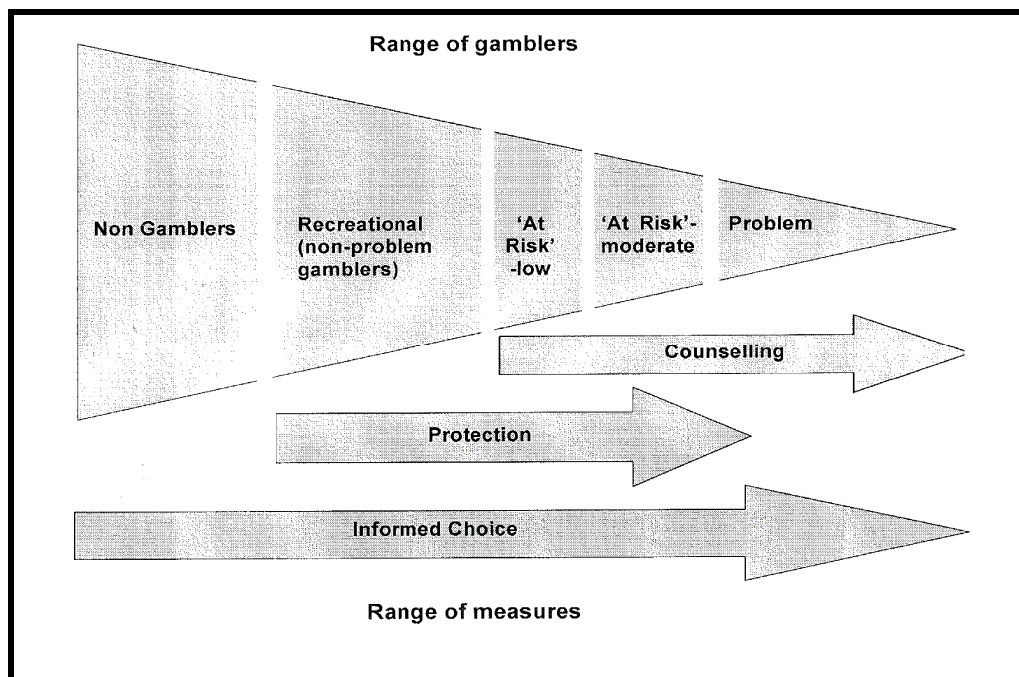 Range of gamblers
Non Gamblers
Recreational
(non-problem
gamblers)
‘At
Risk’
-low
‘At Risk’-
moderate
Problem
Counselling
Protection
Informed Choice
Range of measures